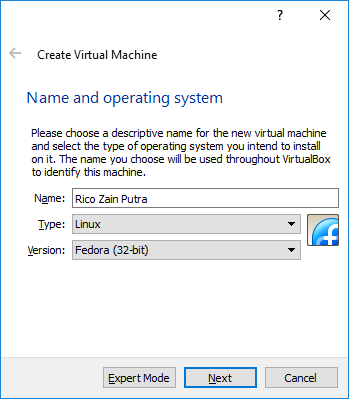 ?
Create Virtual Machine
Name and operating system
Please choose a descriptive name for the new virtual machine
and select the type of operating system you intend to install
on it. The name you choose will be used throughout VirtualBox
to identify this machine.
Name: Rico Zain Putra
Type: Linux
Version: Fedora (32-bit)
Expert Mode Next Cancel